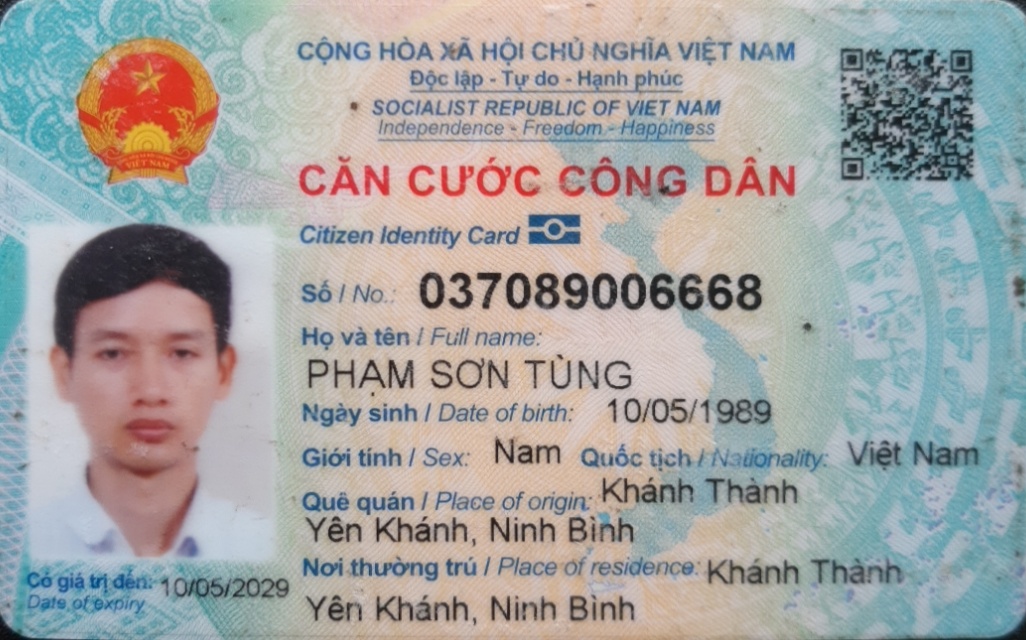 CỘNG HÒA XÃ HỘI CHỦ NGHĨA VIỆT NAM
Độc lập - Tự do - Hạnh phúc
SOCIALIST REPUBLIC OF VIET NAM
Independence - Freedom - Happiness
CĂN CƯỚC CÔNG DÂN
Citizen Identity Card
Số / No.: 037089006668
Họ và tên / Full name:
PHẠM SƠN TÙNG
Ngày sinh / Date of birth: 10/05/1989
Giới tính / Sex: Nam Quốc tịch / Nationality: Việt Nam
Quê quán / Place of origin: Khánh Thành
Yên Khánh, Ninh Bình
Nơi thường trú / Place of residence: Khánh Thành
Yên Khánh, Ninh Bình
Có giá trị đến: 10/05/2029
Date of expiry
VIỆT NAM